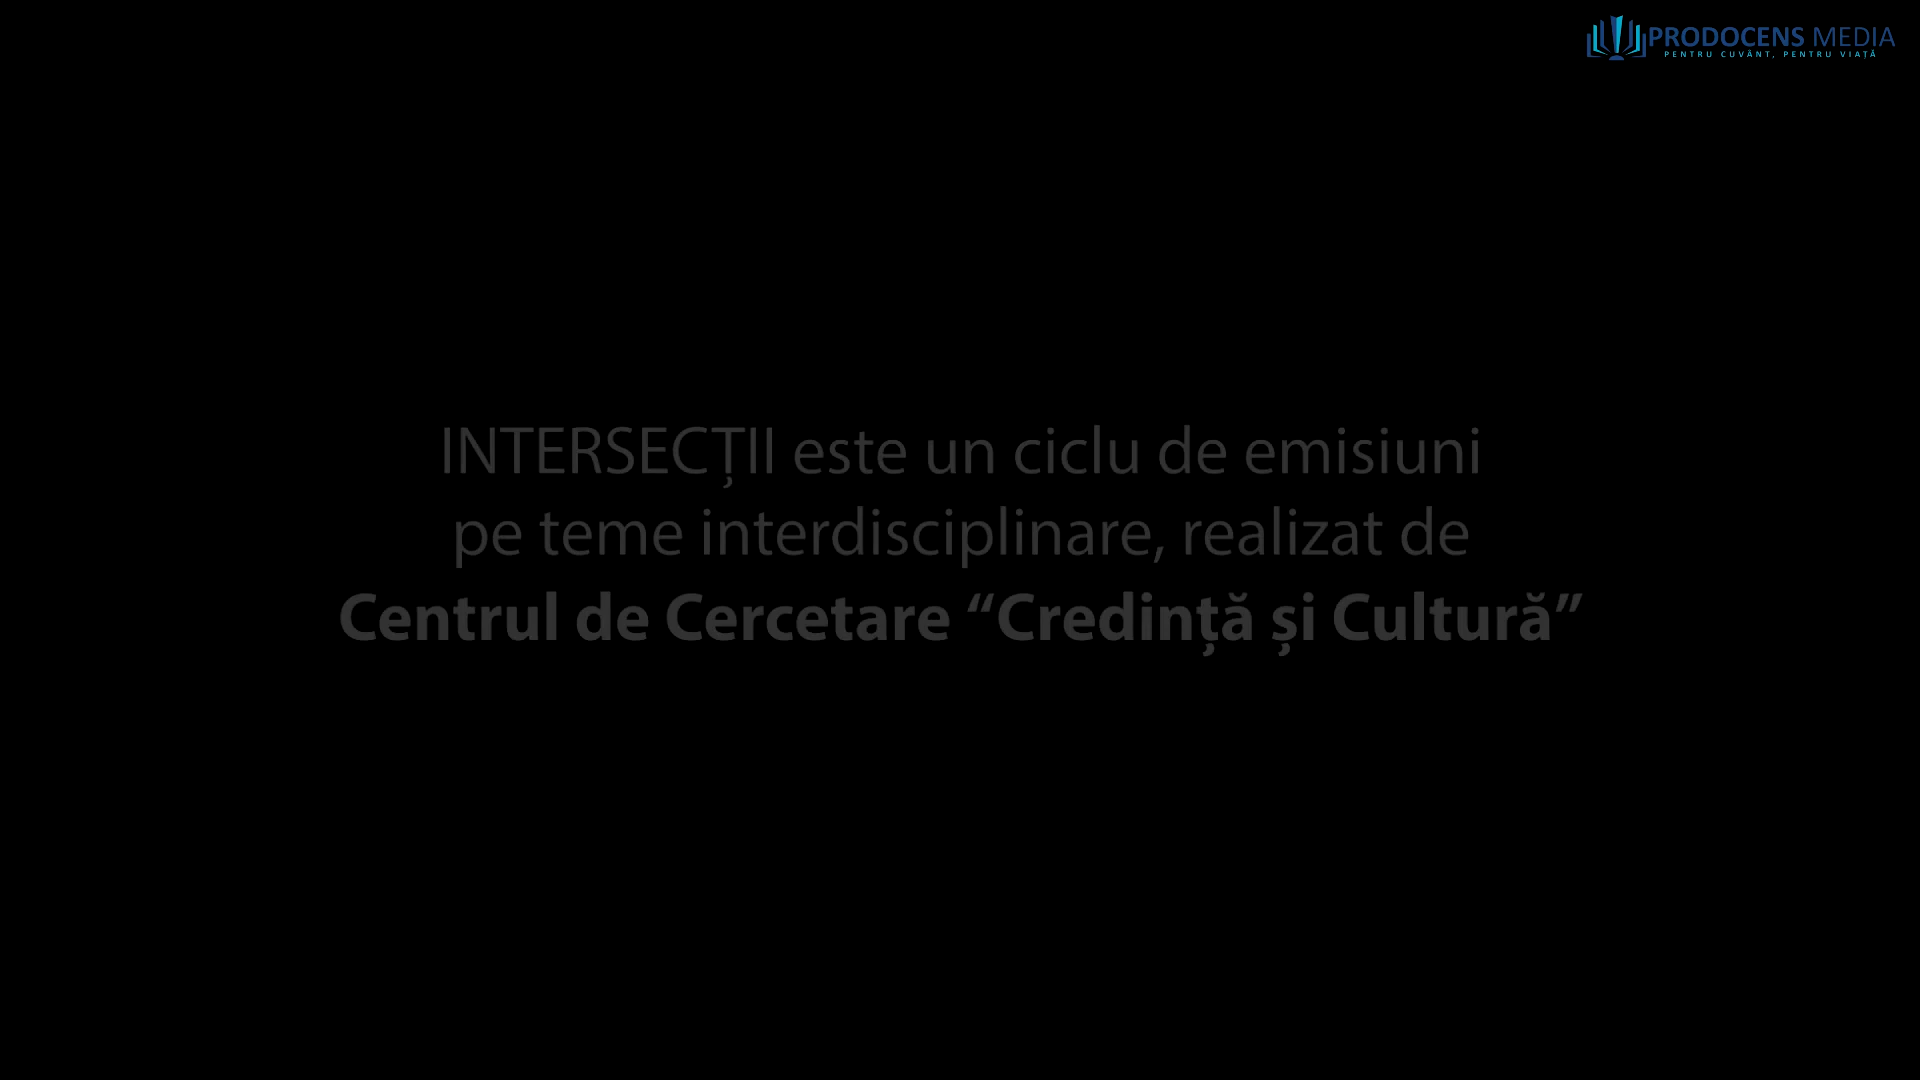 PRODOCENS MEDIA
PENTRU CUVÂNT, PENTRU VIAȚĂ
INTERSECȚII este un ciclu de emisiuni
pe teme interdisciplinare, realizat de
Centrul de Cercetare “Credință și Cultură”